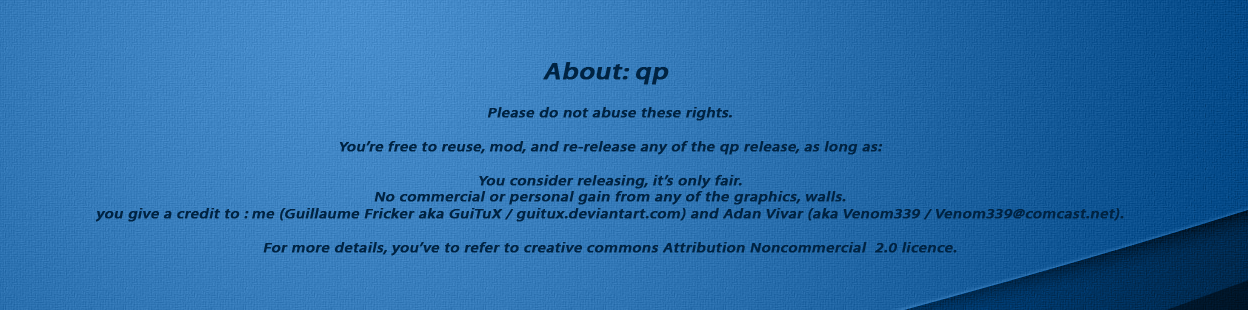 About: qp
Please do not abuse these rights.
You're free to reuse, mod, and re-release any of the qp release, as long as:
You consider releasing, it's only fair.
No commercial or personal gain from any of the graphics, walls.
you give a credit to : me (Guillaume Fricker aka GuiTuX / guitux.deviantart.com) and Adan Vivar (aka Venom339 / Venom339@comcast.net).
For more details, you've to refer to creative commons Attribution Noncommercial  2.0 licence.